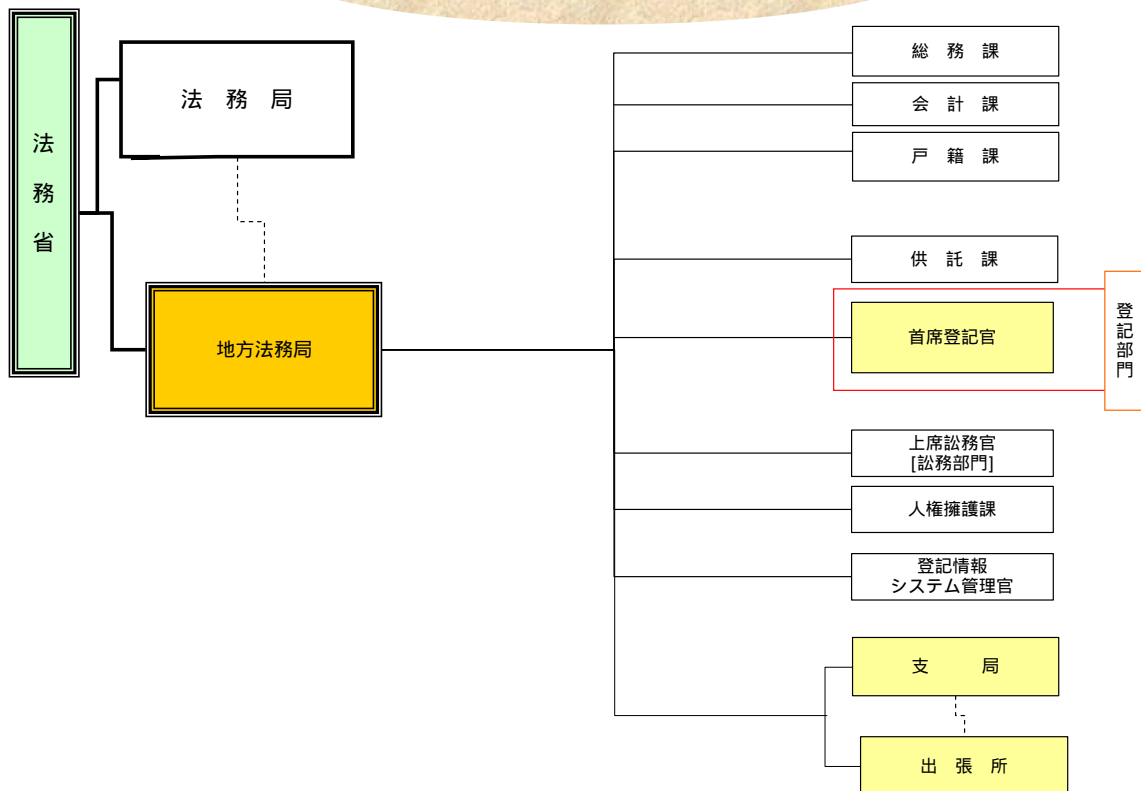 法務省
法　務　局
地方法務局
総　務　課
会　計　課
戸　籍　課
供　託　課
首席登記官
登記部門
上席訟務官
[訟務部門]
人権擁護課
登記情報
システム管理官
支　　　局
出　張　所